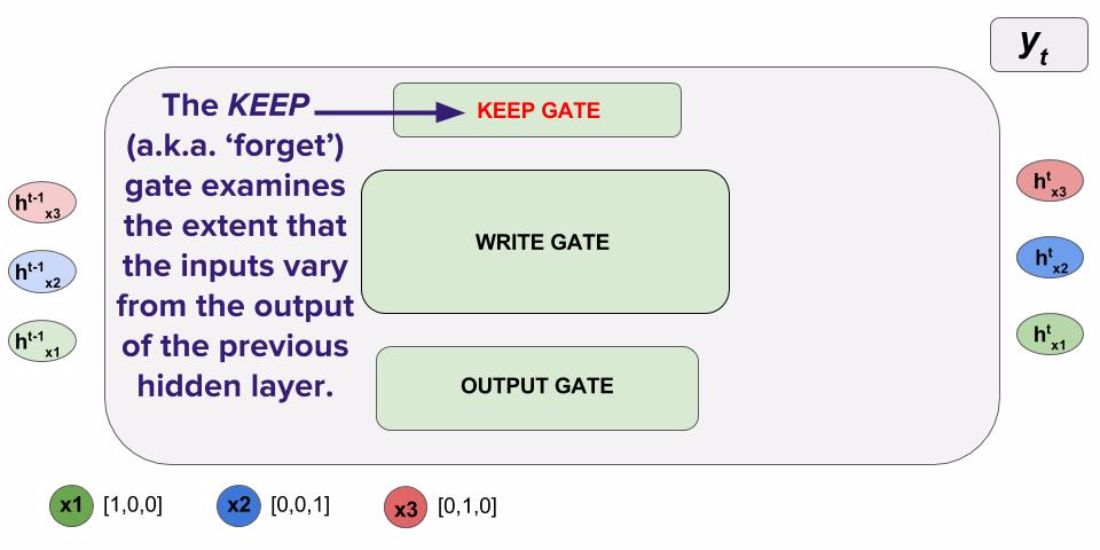 y t
The KEEP
(a.k.a. ‘forget’)
gate examines
the extent that
the inputs vary
from the output
of the previous
hidden layer.
KEEP GATE
WRITE GATE
OUTPUT GATE
h t-1 x3
h t-1 x2
h t-1 x1
h t x3
h t x2
h t x1
x1 [1,0,0]
x2 [0,0,1]
x3 [0,1,0]